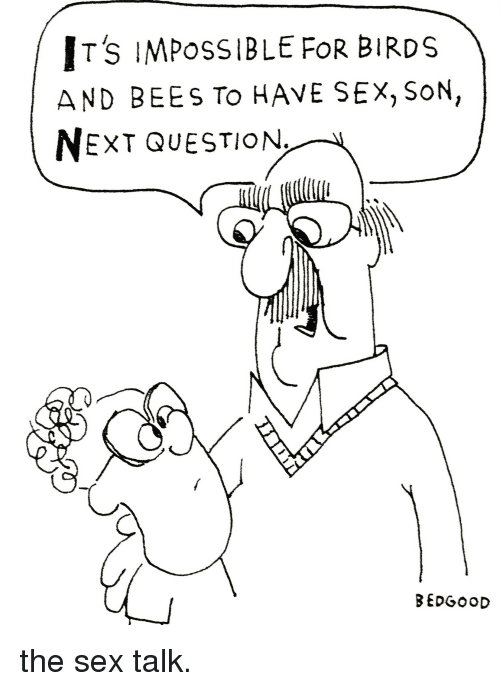 IT'S IMPOSSIBLE FOR BIRDS
AND BEES TO HAVE SEX, SON,
NEXT QUESTION.
BEDGOOD
the sex talk.